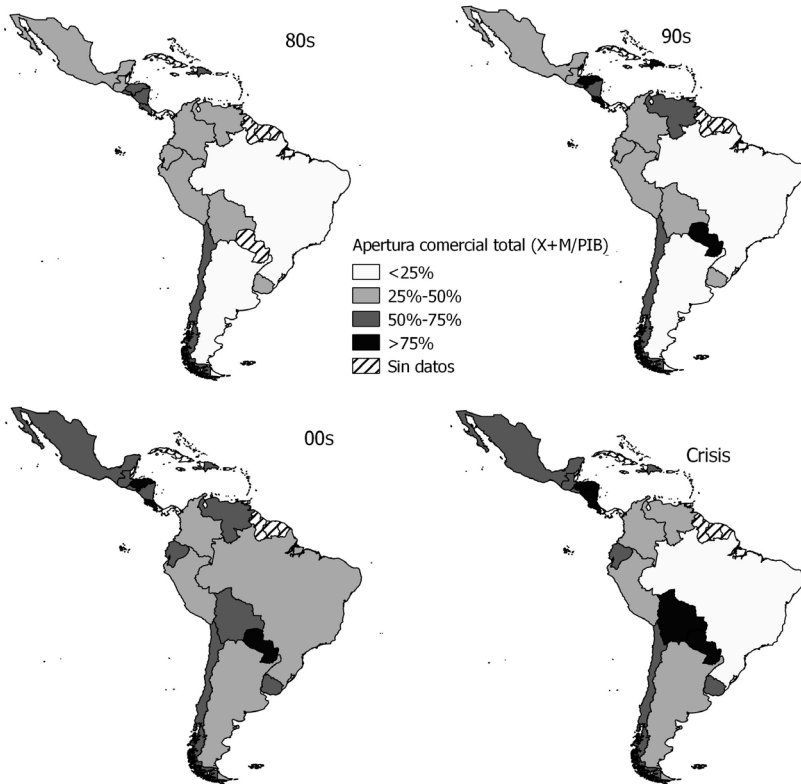 80s
90s
Apertura comercial total (X+M/PIB)
<25%
25%-50%
50%-75%
>75%
Sin datos
00s
Crisis